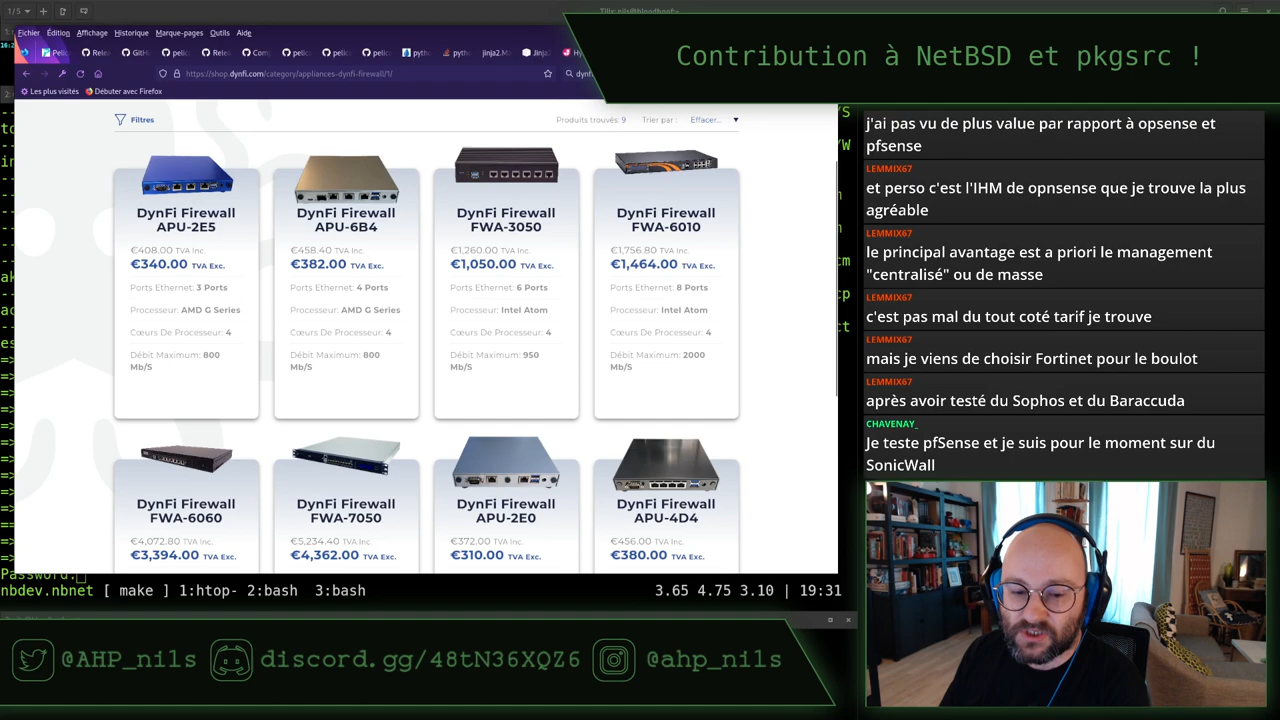 1/5
Tilix: nils@bloodhoof:~
Contribution à NetBSD et pkgsrc !
Fichier Édition Affichage Historique Marque-pages Outils Aide
https://shop.dynfi.com/category/appliances-dynfi-firewall/1/
Les plus visités Débuter avec Firefox
Filtres
Produits trouvés: 9 Trier par : Effacer...
DynFi Firewall APU-2E5
€408.00 TVA Inc.
€340.00 TVA Exc.
Ports Ethernet: 3 Ports
Processeur: AMD G Series
Cœurs De Processeur: 4
Débit Maximum: 800 Mb/S
DynFi Firewall APU-6B4
€458.40 TVA Inc.
€382.00 TVA Exc.
Ports Ethernet: 4 Ports
Processeur: AMD G Series
Cœurs De Processeur: 4
Débit Maximum: 800 Mb/S
DynFi Firewall FWA-3050
€1,260.00 TVA Inc.
€1,050.00 TVA Exc.
Ports Ethernet: 6 Ports
Processeur: Intel Atom
Cœurs De Processeur: 4
Débit Maximum: 950 Mb/S
DynFi Firewall FWA-6010
€1,756.80 TVA Inc.
€1,464.00 TVA Exc.
Ports Ethernet: 8 Ports
Processeur: Intel Atom
Cœurs De Processeur: 4
Débit Maximum: 2000 Mb/S
DynFi Firewall FWA-6060
€4,072.80 TVA Inc.
€3,394.00 TVA Exc.
DynFi Firewall FWA-7050
€5,234.40 TVA Inc.
€4,362.00 TVA Exc.
DynFi Firewall APU-2E0
€372.00 TVA Inc.
€310.00 TVA Exc.
DynFi Firewall APU-4D4
€456.00 TVA Inc.
€380.00 TVA Exc.
Password:
nbdev.nbnet [ make ] 1:htop- 2:bash 3:bash
3.65 4.75 3.10 | 19:31
j'ai pas vu de plus value par rapport à opsense et
pfsense
LEMMIX67
et perso c'est l'IHM de opnsense que je trouve la plus
agréable
LEMMIX67
le principal avantage est a priori le management
"centralisé" ou de masse
LEMMIX67
c'est pas mal du tout coté tarif je trouve
LEMMIX67
mais je viens de choisir Fortinet pour le boulot
LEMMIX67
après avoir testé du Sophos et du Baraccuda
CHAVENAY_
Je teste pfSense et je suis pour le moment sur du
SonicWall
@AHP_nils discord.gg/48tN36XQZ6 @ahp_nils